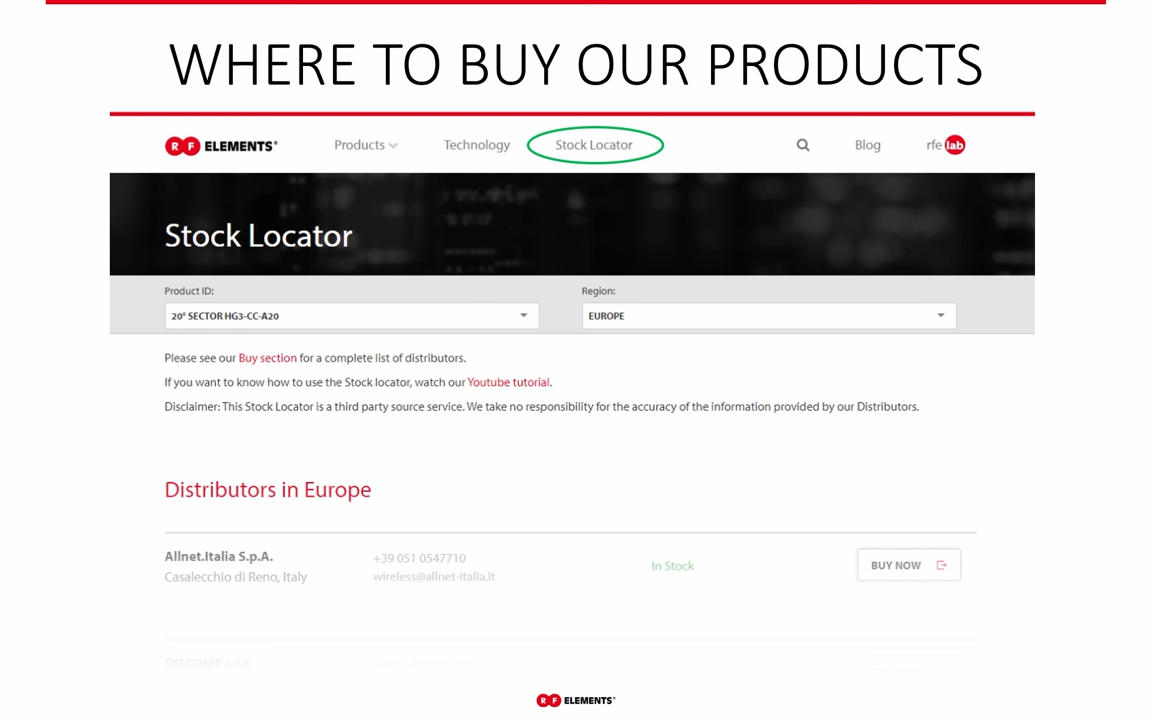 WHERE TO BUY OUR PRODUCTS
RF ELEMENTS®
Products
Technology
Stock Locator
Blog
rfe lab
Stock Locator
Product ID:
Region:
20° SECTOR HG3-CC-A20
EUROPE
Please see our Buy section for a complete list of distributors.
If you want to know how to use the Stock locator, watch our Youtube tutorial.
Disclaimer: This Stock Locator is a third party source service. We take no responsibility for the accuracy of the information provided by our Distributors.
Distributors in Europe
Allnet.Italia S.p.A.
Casalecchio di Reno, Italy
+39 051 0547710
wireless@allnet-italia.it
In Stock
BUY NOW
DISCOMP s.r.o.
RF ELEMENTS®